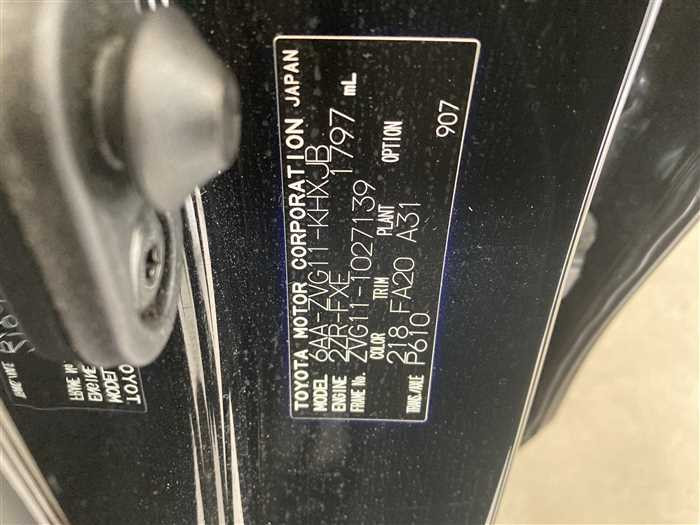 TOYOTA MOTOR CORPORATION JAPAN
MODEL 6AA-ZVG11-KHXJB
ENGINE 2ZR-FXE 1797 mL
FRAME No. ZVG11-1027139
COLOR TRIM PLANT OPTION
218 FA20 A31
TRANS./AXLE P610
907